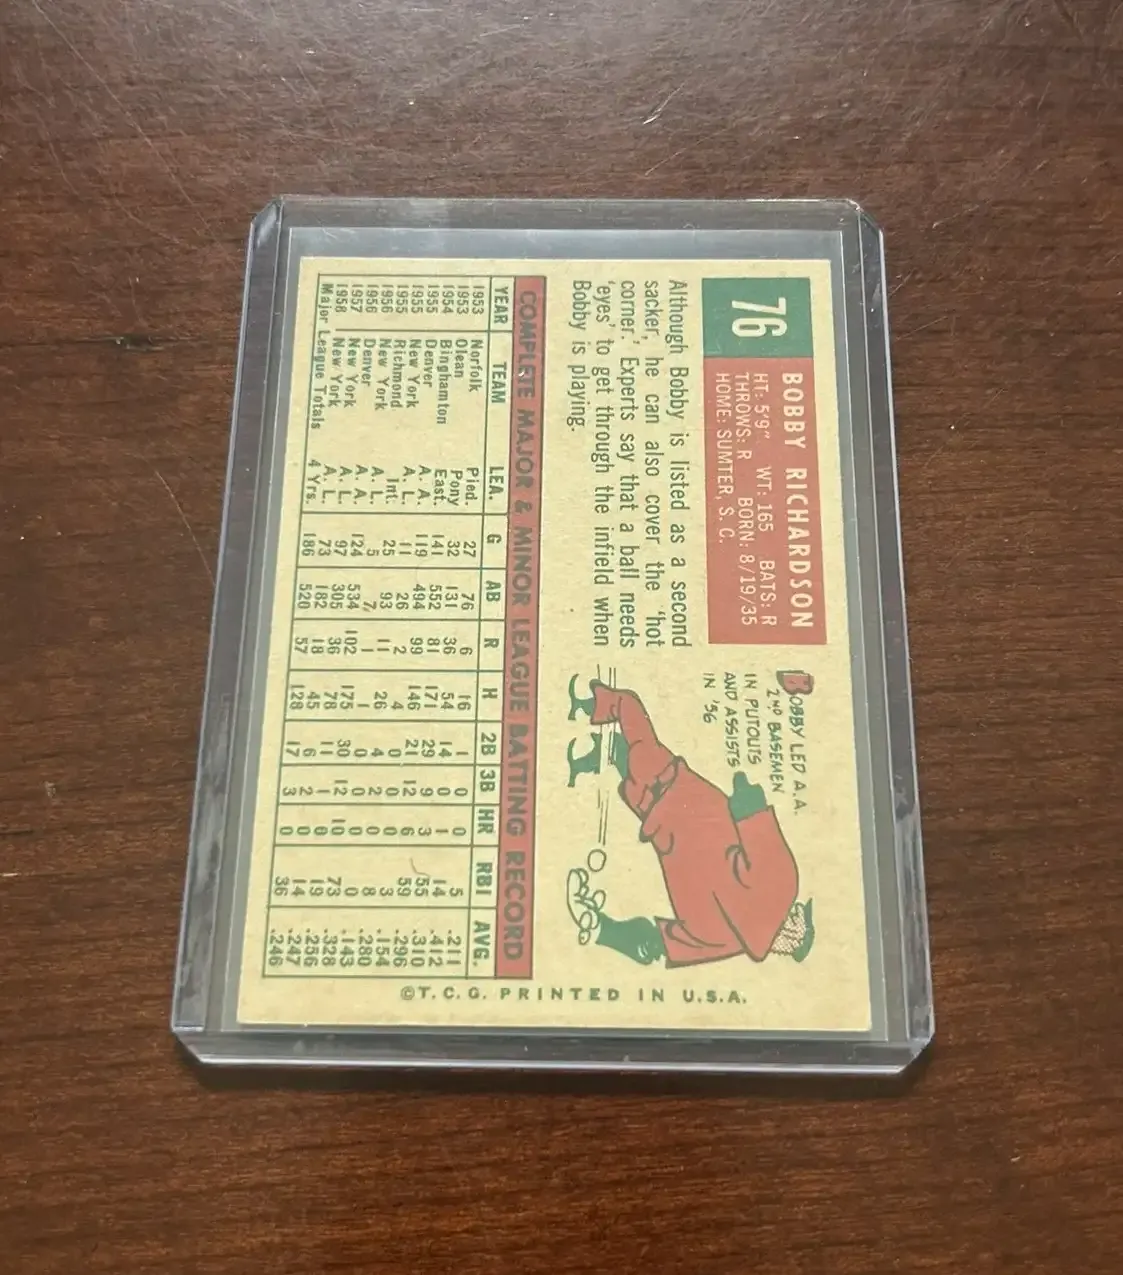 76
BOBBY RICHARDSON
HT: 5'9" WT: 165 BATS: R
THROWS: R BORN: 8/19/35
HOME: SUMTER, S. C.
Although Bobby is listed as a second
sacker, he can also cover the 'hot
corner.' Experts say that a ball needs
'eyes' to get through the infield when
Bobby is playing.
BOBBY LED A.A.
2ND BASEMEN
IN PUTOUTS
AND ASSISTS
IN '56
COMPLETE MAJOR & MINOR LEAGUE BATTING RECORD
YEAR TEAM LEA. G AB R H 2B 3B HR RBI AVG.
1953 Norfolk Pied. 27 76 6 16 1 0 0 5 .211
1953 Olean Pony 32 131 36 54 14 0 1 14 .412
1954 Binghamton East. 141 552 81 171 29 9 3 55 .310
1955 Denver A. A. 119 494 99 146 21 12 6 59 .296
1955 New York A. L. 11 26 2 4 0 0 0 3 .154
1955 Richmond Int. 25 93 11 26 4 2 0 8 .280
1956 New York A. L. 5 7 1 1 0 0 0 0 .143
1956 Denver A. A. 124 534 102 175 30 12 10 73 .328
1957 New York A. L. 97 305 36 78 11 1 0 19 .256
1958 New York A. L. 73 182 18 45 6 2 0 14 .247
Major League Totals 4 Yrs. 186 520 57 128 17 3 0 36 .246
©T. C. G. PRINTED IN U.S.A.